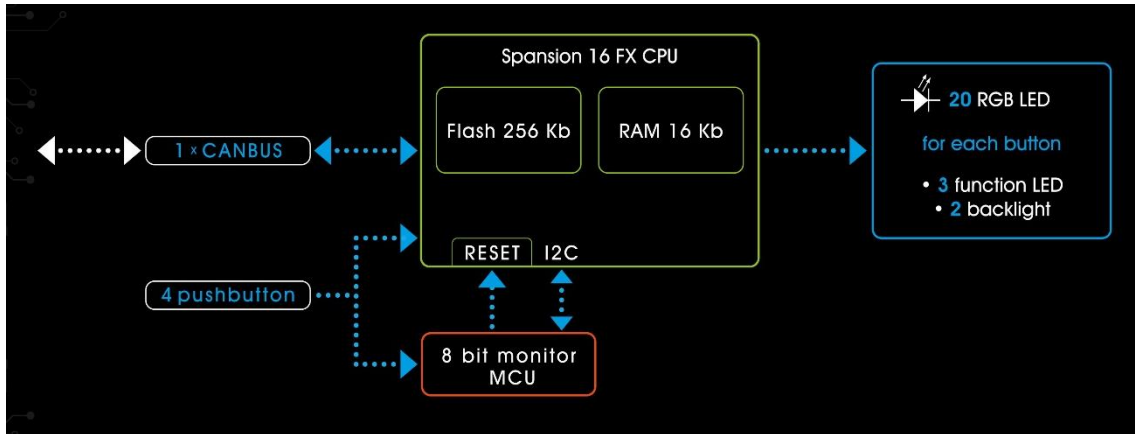 Spansion 16 FX CPU
Flash 256 Kb
RAM 16 Kb
1 x CANBUS
20 RGB LED
for each button
• 3 function LED
• 2 backlight
RESET
I2C
4 pushbutton
8 bit monitor
MCU